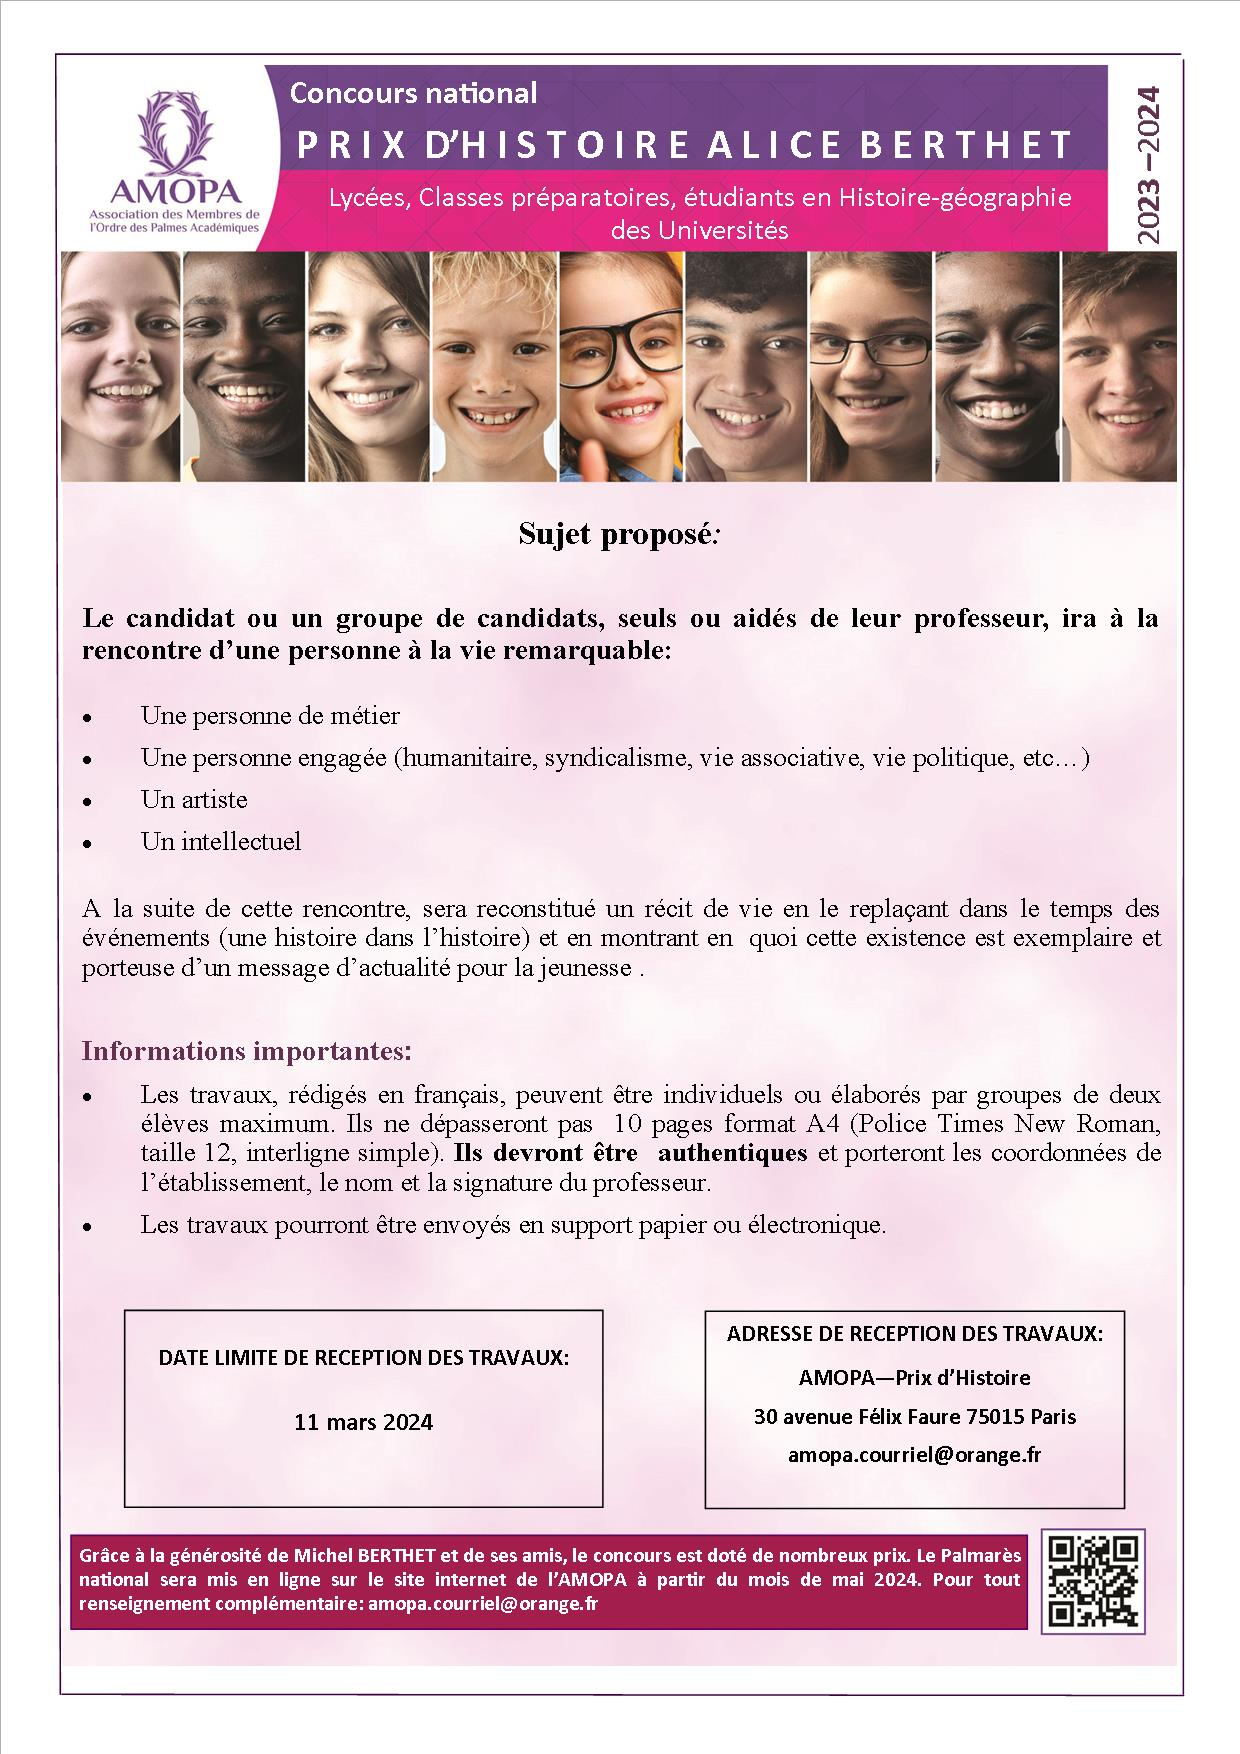 AMOPA
Association des Membres de
l'Ordre des Palmes Académiques
Concours national
PRIX D'HISTOIRE ALICE BERTHET
Lycées, Classes préparatoires, étudiants en Histoire-géographie
des Universités
2023 –2024
Sujet proposé:
Le candidat ou un groupe de candidats, seuls ou aidés de leur professeur, ira à la
rencontre d'une personne à la vie remarquable:
• Une personne de métier
• Une personne engagée (humanitaire, syndicalisme, vie associative, vie politique, etc…)
• Un artiste
• Un intellectuel
A la suite de cette rencontre, sera reconstitué un récit de vie en le replaçant dans le temps des
événements (une histoire dans l'histoire) et en montrant en quoi cette existence est exemplaire et
porteuse d'un message d'actualité pour la jeunesse .
Informations importantes:
• Les travaux, rédigés en français, peuvent être individuels ou élaborés par groupes de deux
élèves maximum. Ils ne dépasseront pas 10 pages format A4 (Police Times New Roman,
taille 12, interligne simple). Ils devront être authentiques et porteront les coordonnées de
l'établissement, le nom et la signature du professeur.
• Les travaux pourront être envoyés en support papier ou électronique.
DATE LIMITE DE RECEPTION DES TRAVAUX:
11 mars 2024
ADRESSE DE RECEPTION DES TRAVAUX:
AMOPA—Prix d'Histoire
30 avenue Félix Faure 75015 Paris
amopa.courriel@orange.fr
Grâce à la générosité de Michel BERTHET et de ses amis, le concours est doté de nombreux prix. Le Palmarès
national sera mis en ligne sur le site internet de l'AMOPA à partir du mois de mai 2024. Pour tout
renseignement complémentaire: amopa.courriel@orange.fr